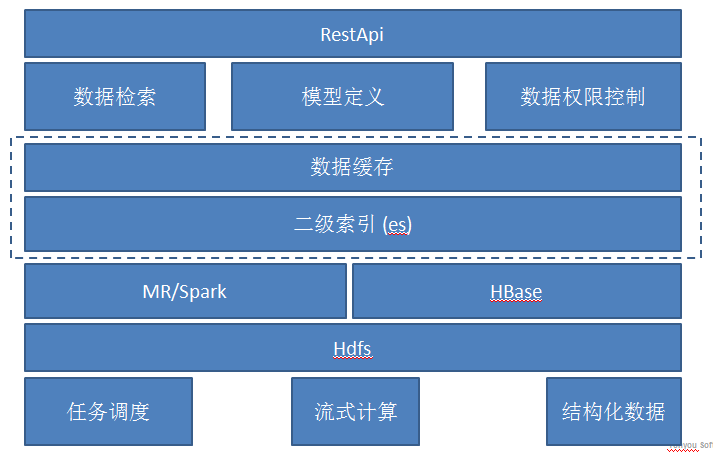 RestApi
数据检索 模型定义 数据权限控制
数据缓存
二级索引 (es)
MR/Spark HBase
Hdfs
任务调度 流式计算 结构化数据